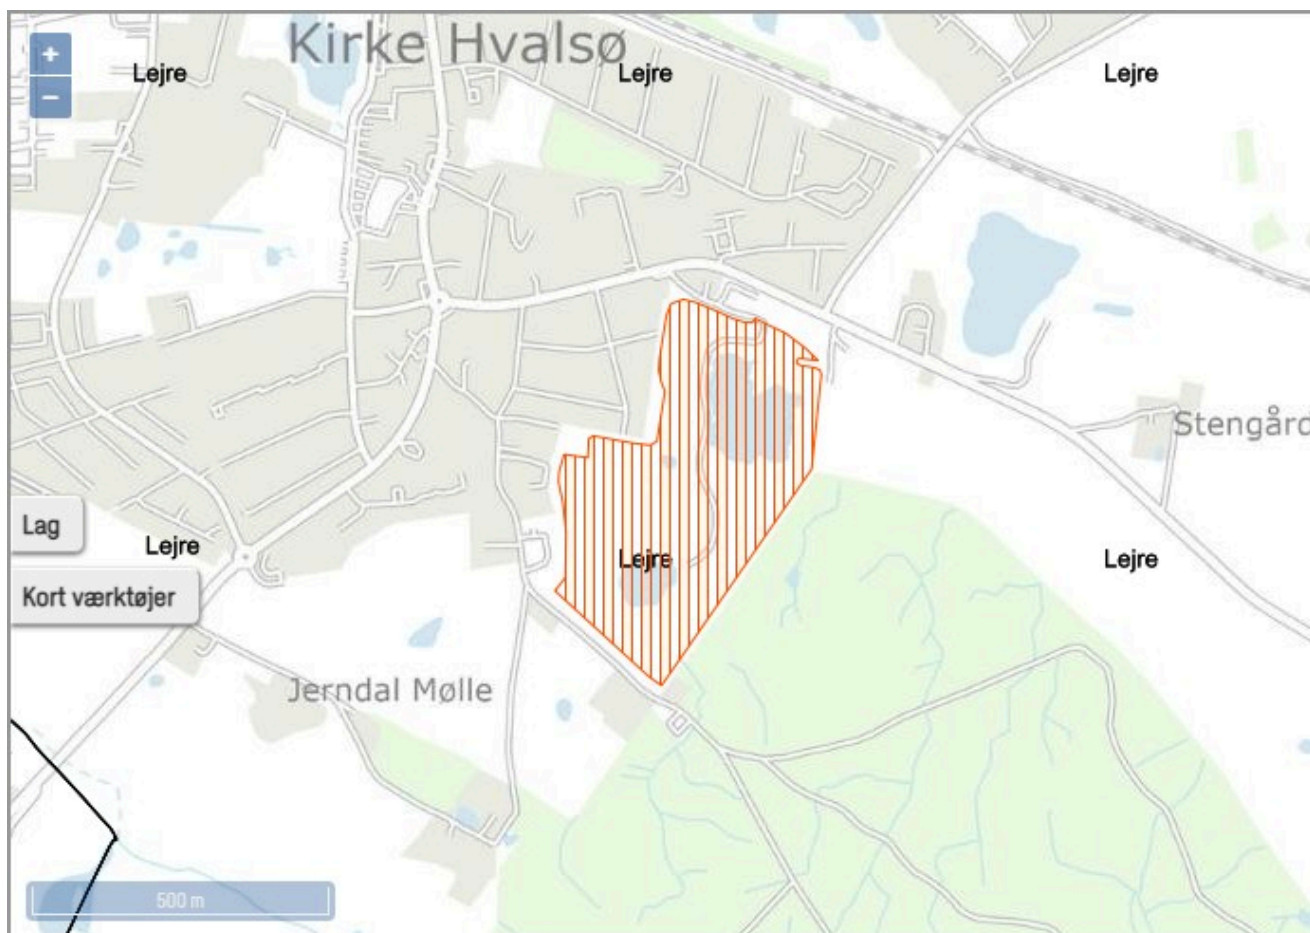 Kirke Hvalsø
+
−
Lejre
Lejre
Lejre
Stengård
Lag
Lejre
Lejre
Lejre
Kort værktøjer
Jerndal Mølle
500 m